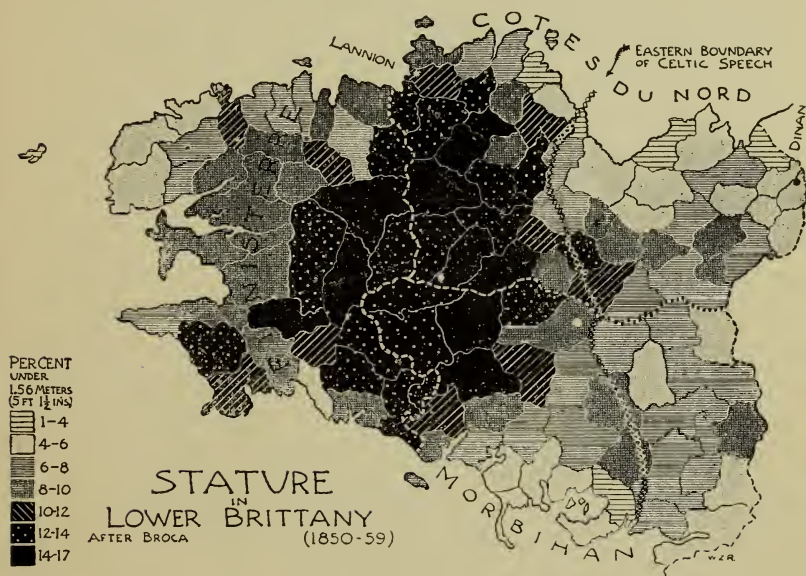 COTES DU NORD
LANNION
EASTERN BOUNDARY
OF CELTIC SPEECH
DINAN
FINISTERRE
PERCENT
UNDER
1.56 METERS
(5 FT 1½ INS)
1-4
4-6
6-8
8-10
10-12
12-14
14-17
STATURE
IN
LOWER BRITTANY
AFTER BROCA (1850-59)
MORBIHAN
W.Z.R.